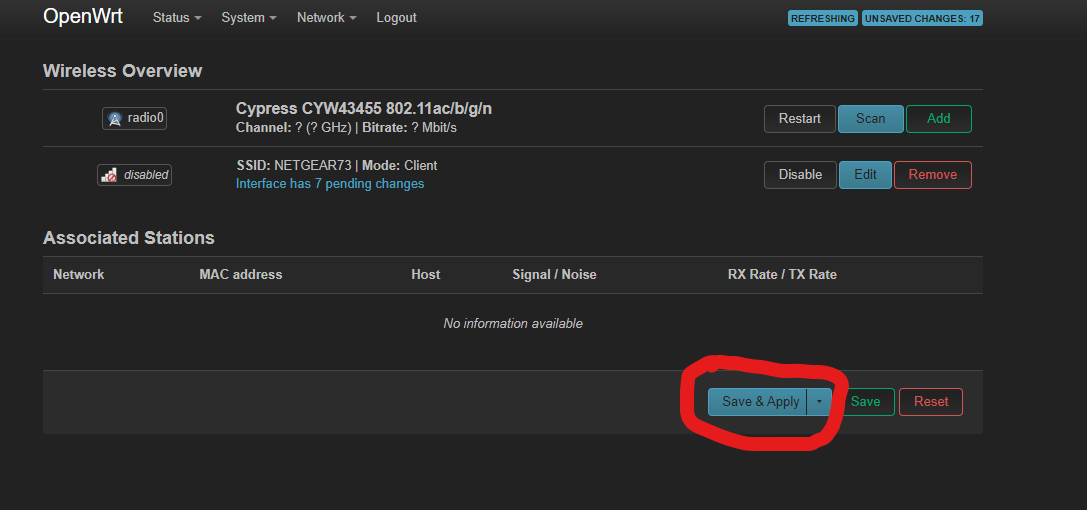 OpenWrt Status System Network Logout REFRESHING UNSAVED CHANGES: 17
Wireless Overview
radio0 Cypress CYW43455 802.11ac/b/g/n
Channel: ? (? GHz) | Bitrate: ? Mbit/s
Restart Scan Add
disabled SSID: NETGEAR73 | Mode: Client
Interface has 7 pending changes
Disable Edit Remove
Associated Stations
Network MAC address Host Signal / Noise RX Rate / TX Rate
No information available
Save & Apply Save Reset